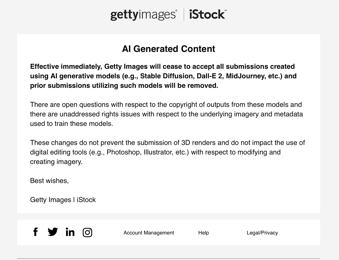 gettyimages® | iStock™
AI Generated Content
Effective immediately, Getty Images will cease to accept all submissions created
using AI generative models (e.g., Stable Diffusion, Dall‑E 2, MidJourney, etc.) and
prior submissions utilizing such models will be removed.
There are open questions with respect to the copyright of outputs from these models and
there are unaddressed rights issues with respect to the underlying imagery and metadata
used to train these models.
These changes do not prevent the submission of 3D renders and do not impact the use of
digital editing tools (e.g., Photoshop, Illustrator, etc.) with respect to modifying and
creating imagery.
Best wishes,
Getty Images | iStock
Account Management Help Legal/Privacy